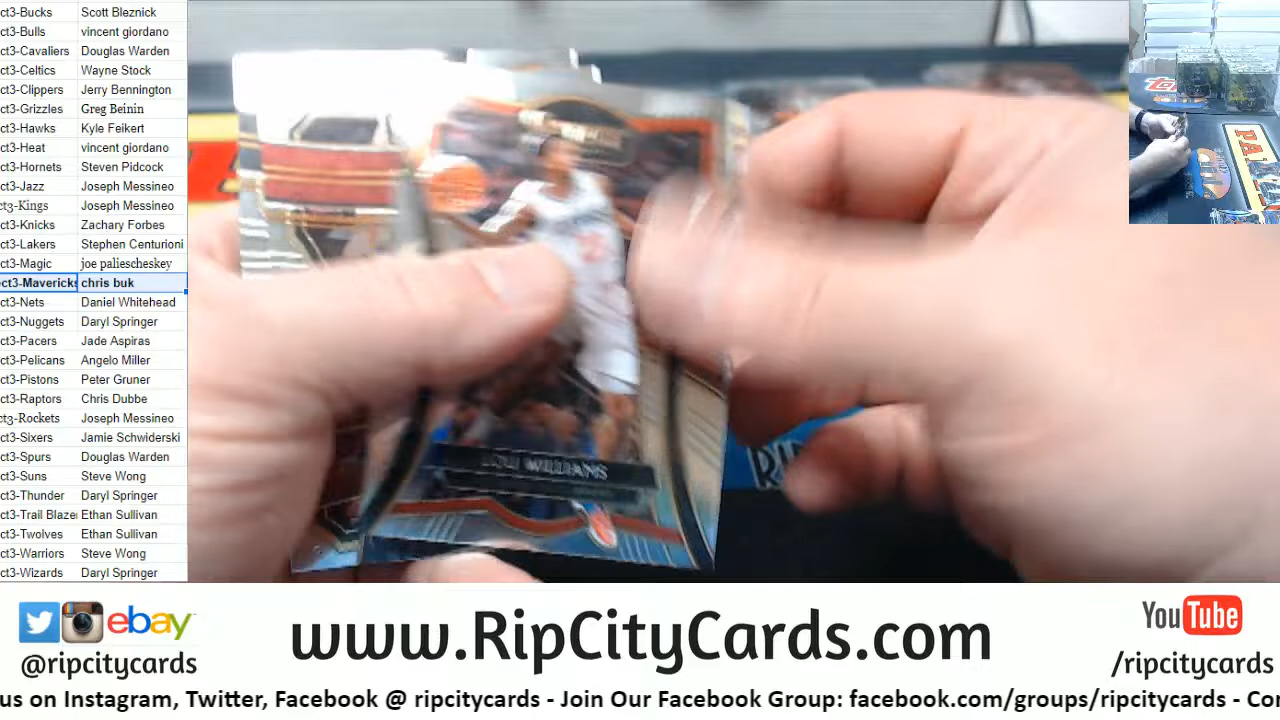 ct3-Bucks Scott Bleznick
ct3-Bulls vincent giordano
ct3-Cavaliers Douglas Warden
ct3-Celtics Wayne Stock
ct3-Clippers Jerry Bennington
ct3-Grizzles Greg Beinin
ct3-Hawks Kyle Feikert
ct3-Heat vincent giordano
ct3-Hornets Steven Pidcock
ct3-Jazz Joseph Messineo
ct3-Kings Joseph Messineo
ct3-Knicks Zachary Forbes
ct3-Lakers Stephen Centurioni
ct3-Magic joe paliescheskey
ect3-Mavericks chris buk
ct3-Nets Daniel Whitehead
ct3-Nuggets Daryl Springer
ct3-Pacers Jade Aspiras
ct3-Pelicans Angelo Miller
ct3-Pistons Peter Gruner
ct3-Raptors Chris Dubbe
ct3-Rockets Joseph Messineo
ct3-Sixers Jamie Schwiderski
ct3-Spurs Douglas Warden
ct3-Suns Steve Wong
ct3-Thunder Daryl Springer
ct3-Trail Blaze Ethan Sullivan
ct3-Twolves Ethan Sullivan
ct3-Warriors Steve Wong
ct3-Wizards Daryl Springer
WILLIAMS
ebay
@ripcitycards
www.RipCityCards.com
YouTube
/ripcitycards
us on Instagram, Twitter, Facebook @ ripcitycards - Join Our Facebook Group: facebook.com/groups/ripcitycards - Co